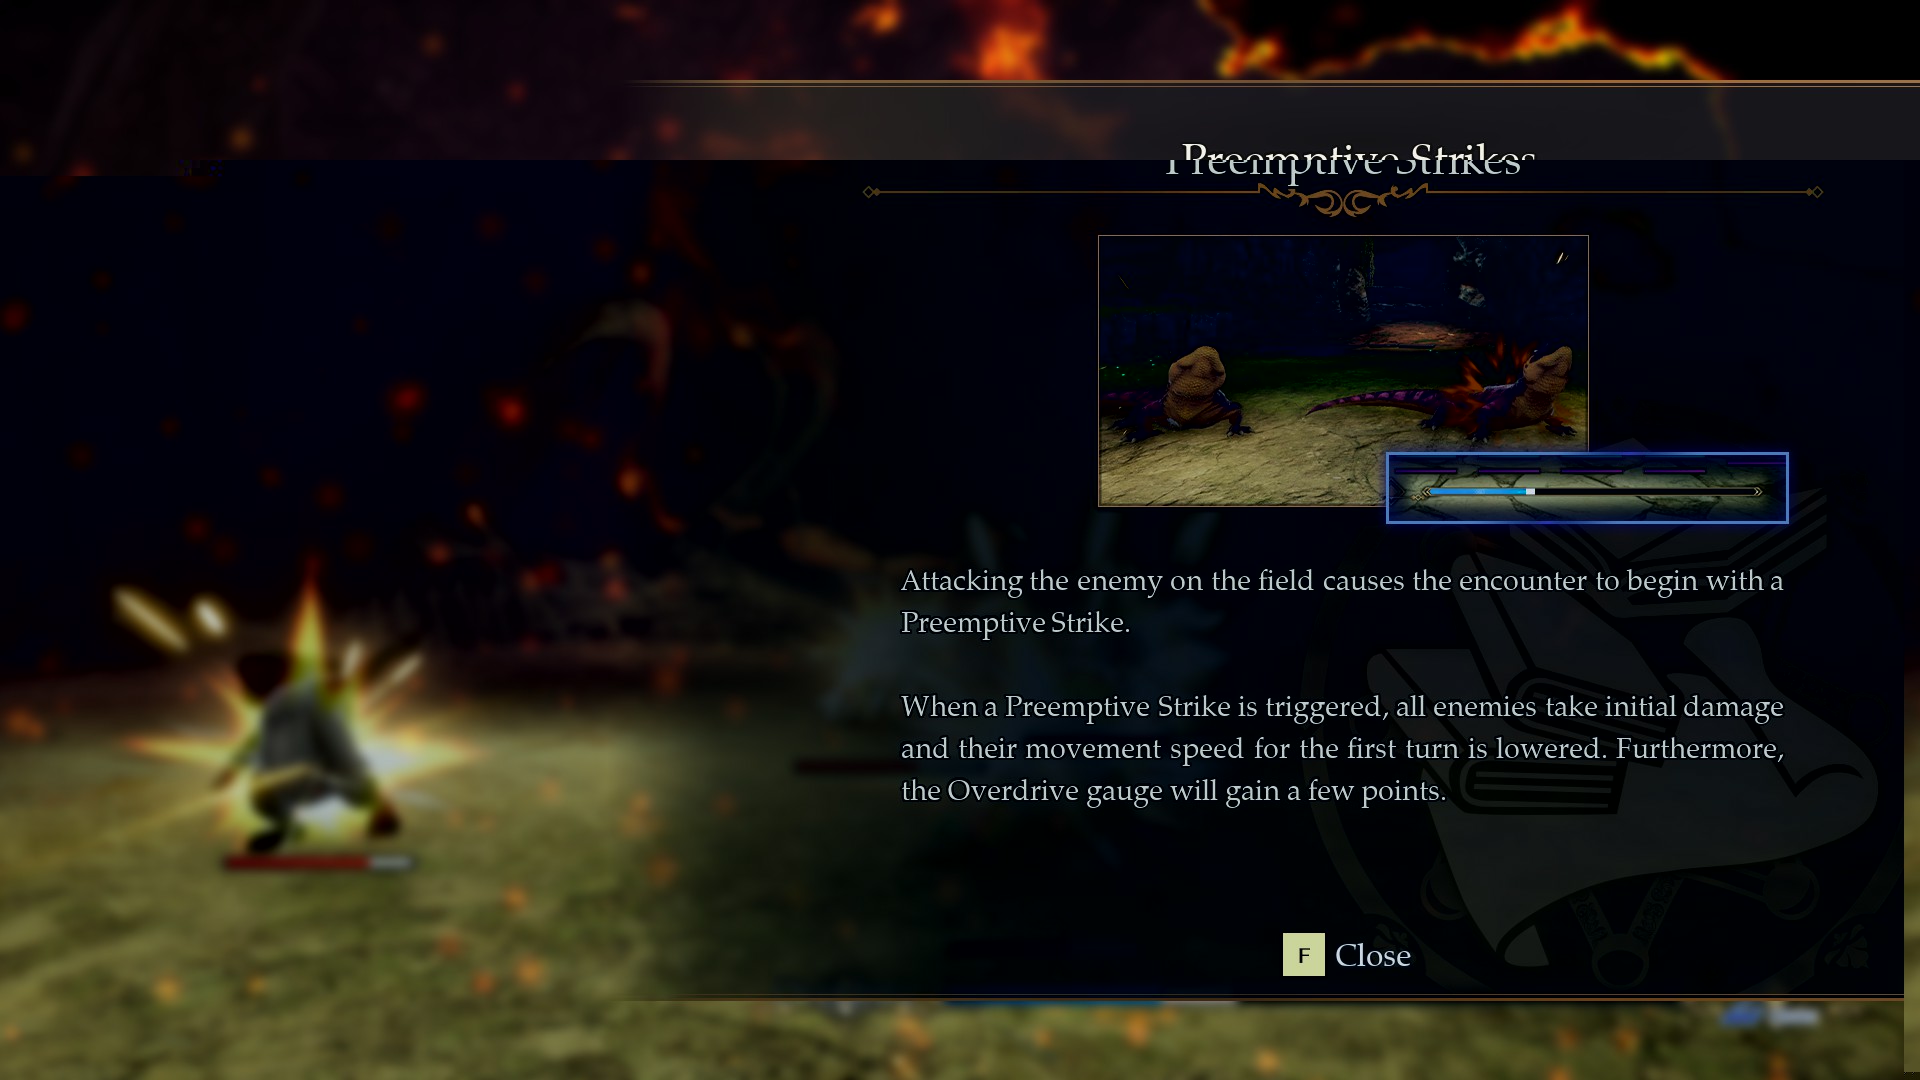 Preemptive Strikes
Attacking the enemy on the field causes the encounter to begin with a
Preemptive Strike.
When a Preemptive Strike is triggered, all enemies take initial damage
and their movement speed for the first turn is lowered. Furthermore,
the Overdrive gauge will gain a few points.
F Close